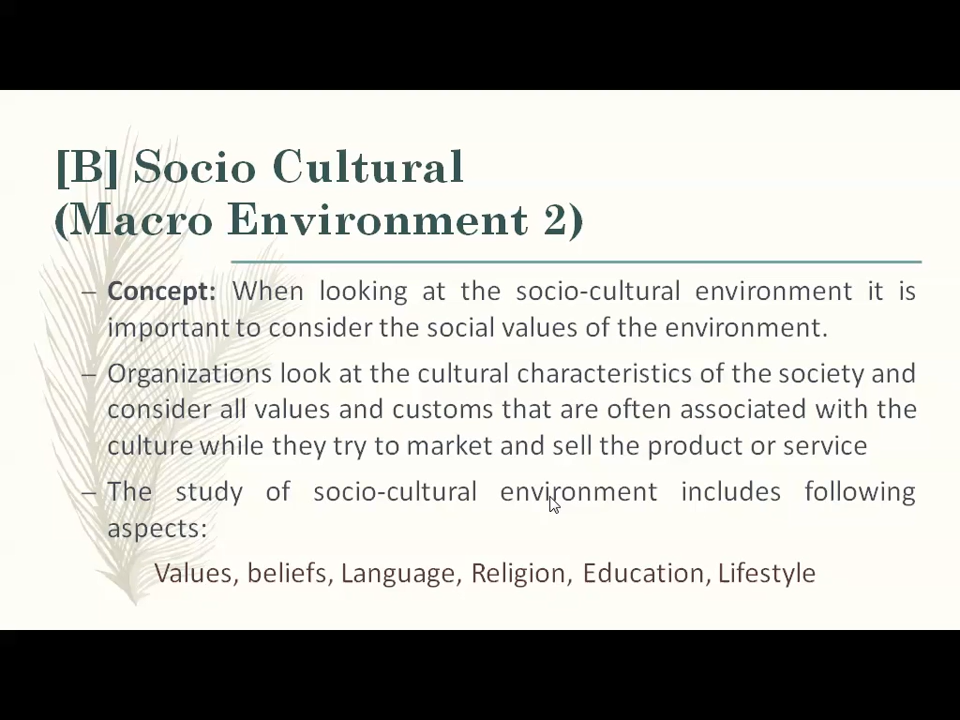 [B] Socio Cultural
(Macro Environment 2)
– Concept: When looking at the socio-cultural environment it is
important to consider the social values of the environment.
– Organizations look at the cultural characteristics of the society and
consider all values and customs that are often associated with the
culture while they try to market and sell the product or service
– The study of socio-cultural environment includes following
aspects:
Values, beliefs, Language, Religion, Education, Lifestyle